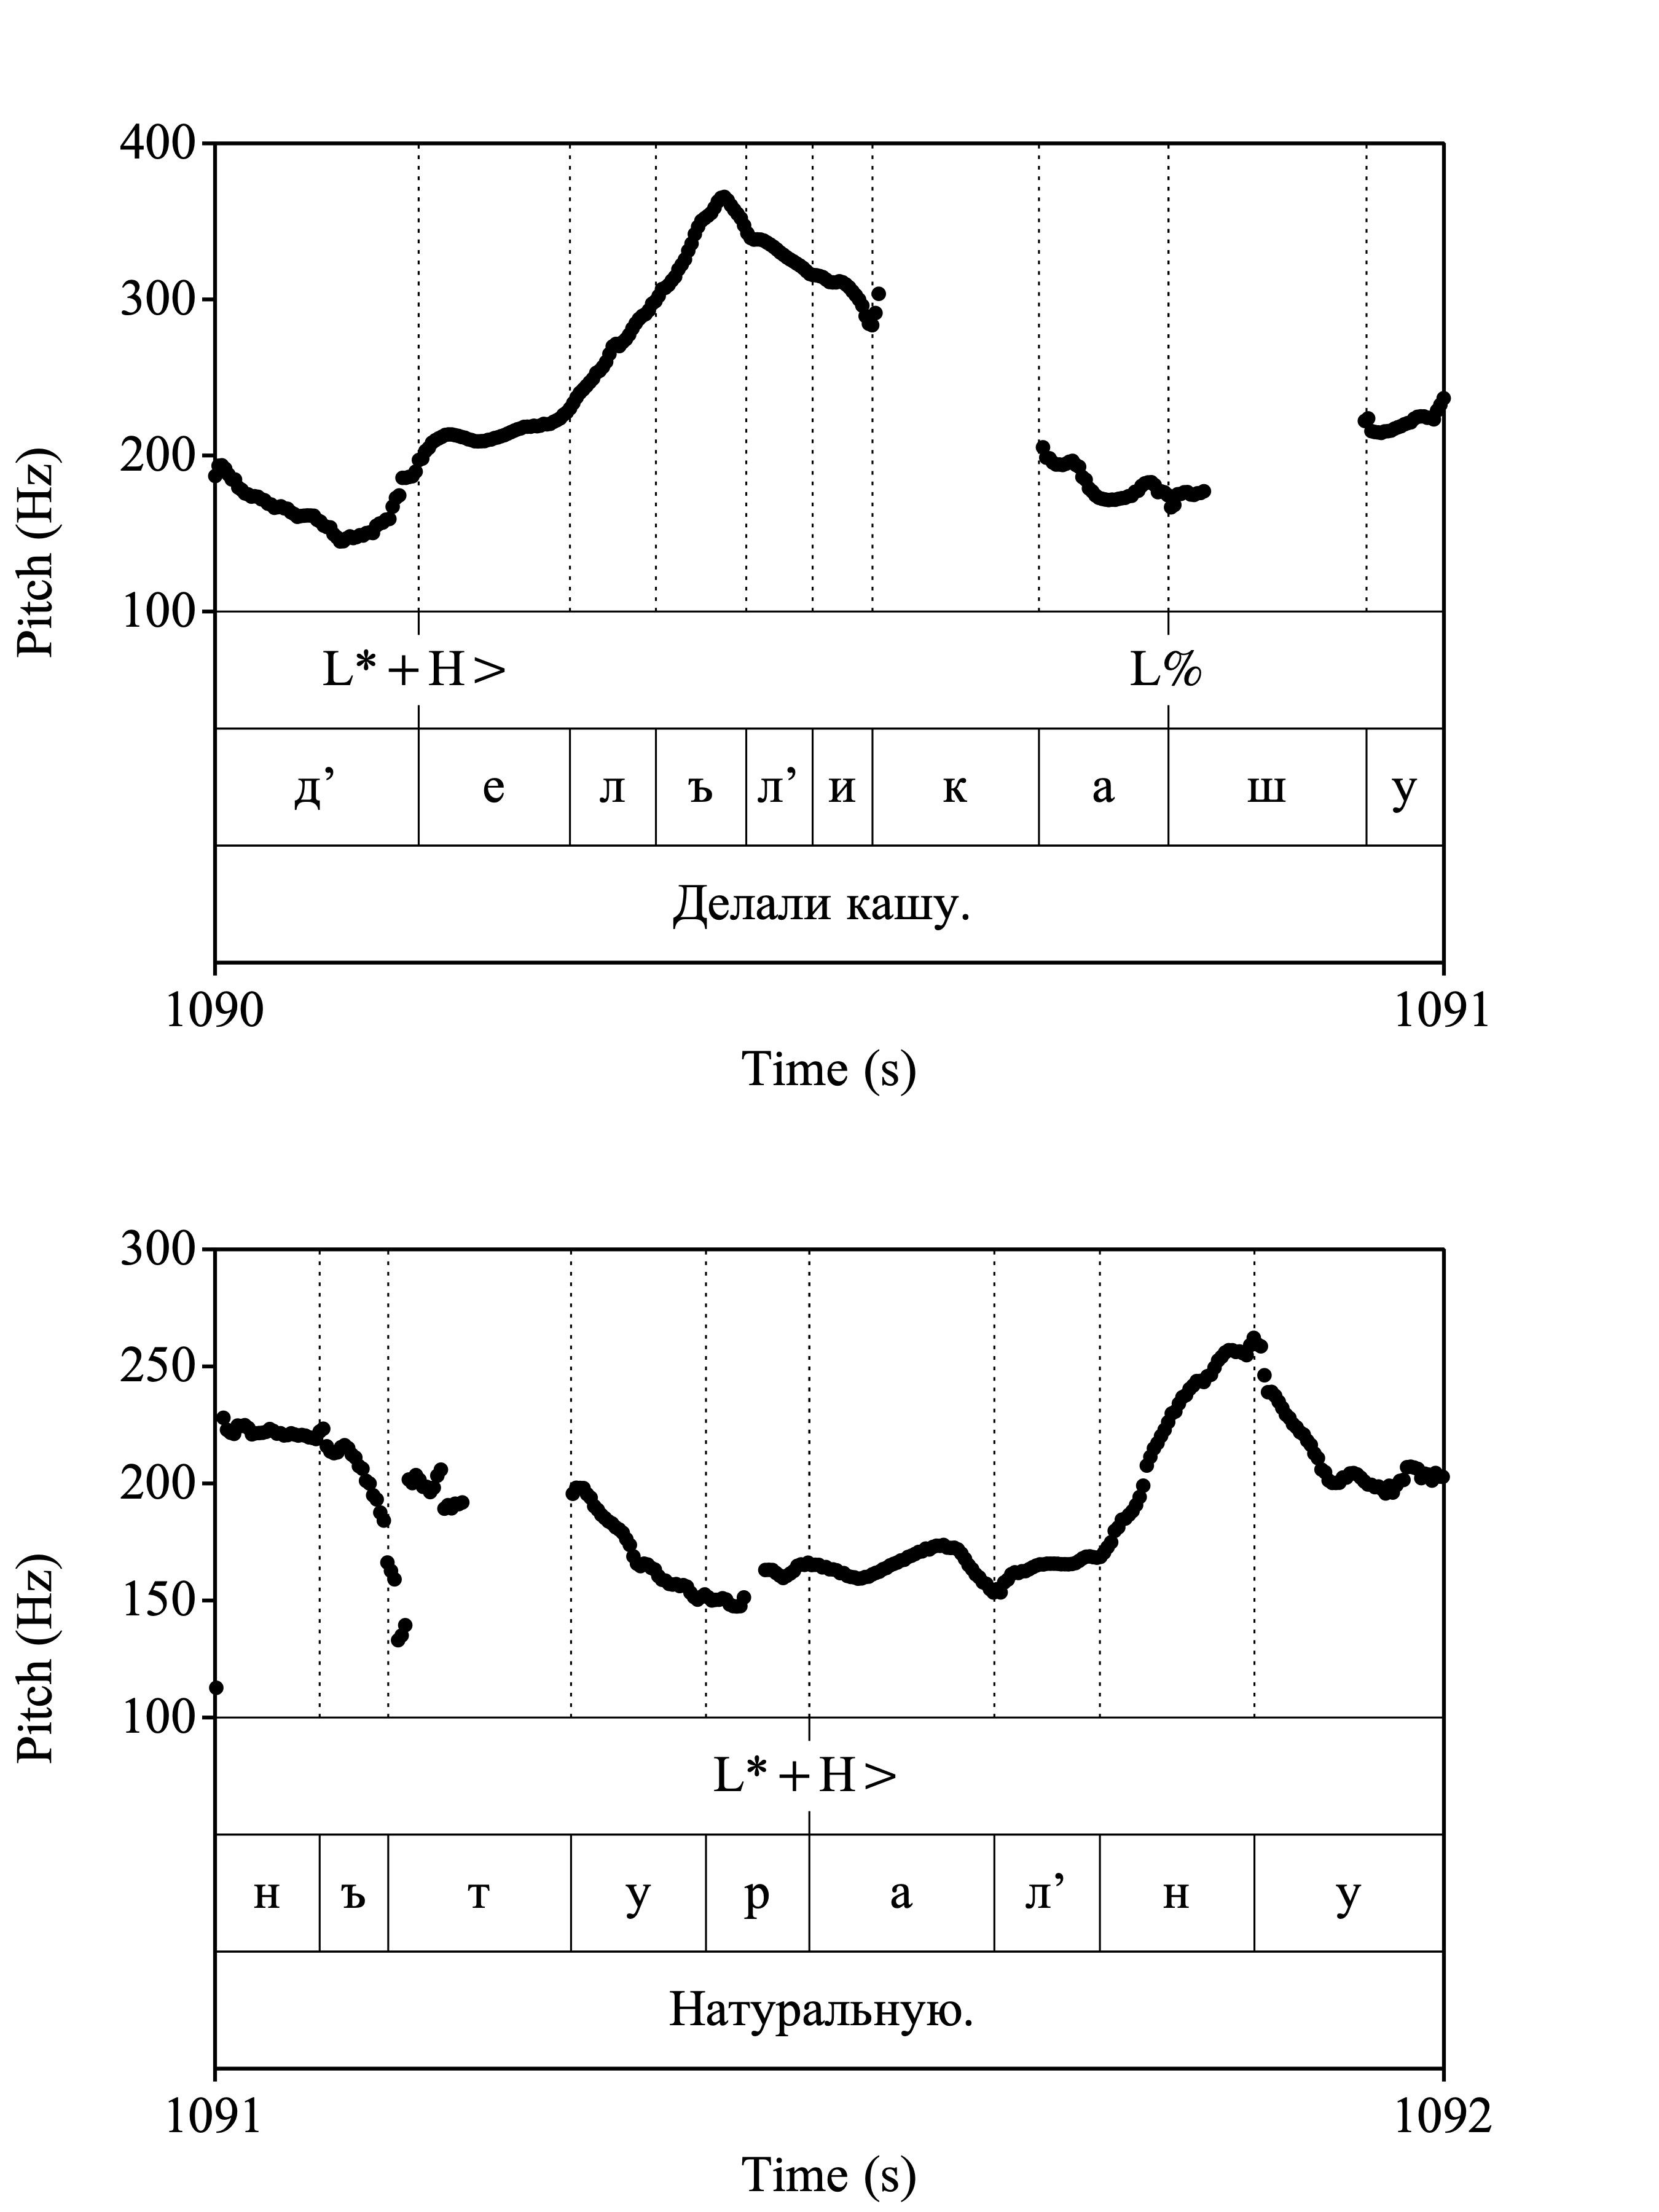 400
300
200
100
Pitch (Hz)
L*+H> L%
д’ е л ъ л’ и к а ш у
Делали кашу.
1090 1091
Time (s)
300
250
200
150
100
Pitch (Hz)
L*+H>
н ъ т у р а л’ н у
Натуральную.
1091 1092
Time (s)